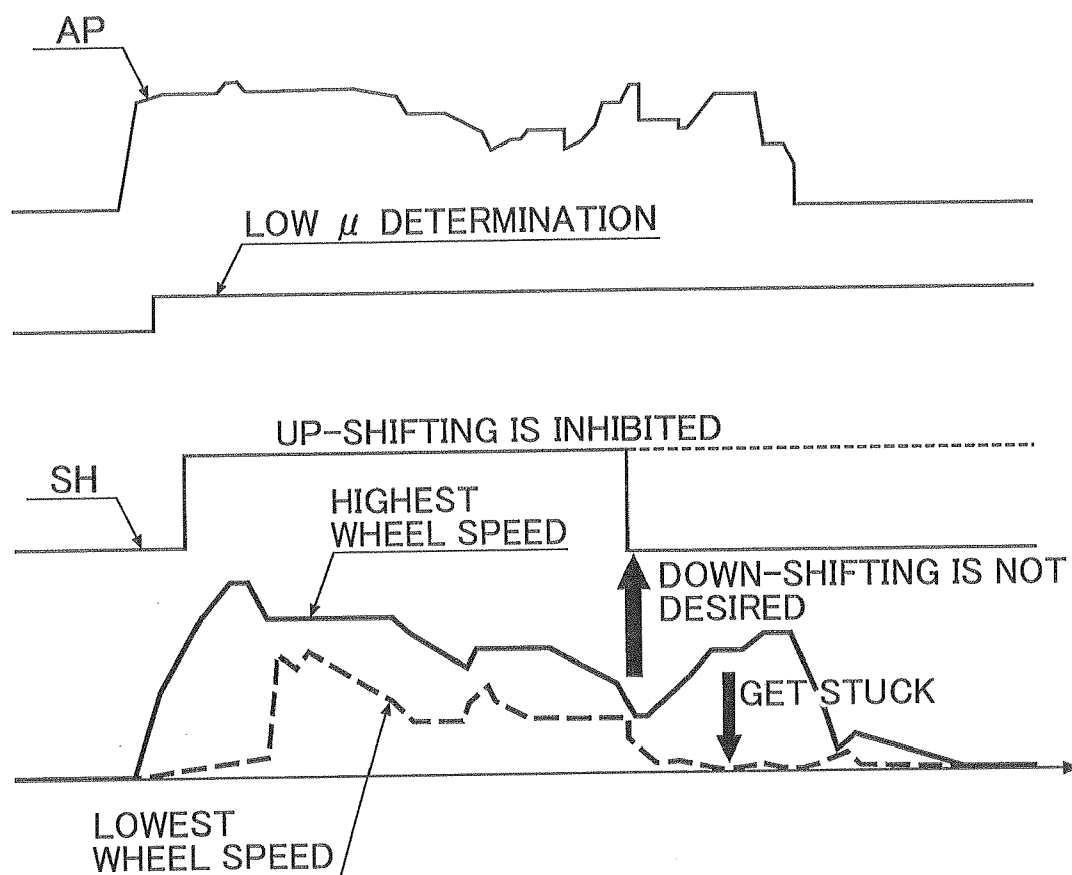 AP
LOW μ DETERMINATION
UP-SHIFTING IS INHIBITED
SH
HIGHEST
WHEEL SPEED
DOWN-SHIFTING IS NOT
DESIRED
GET STUCK
LOWEST
WHEEL SPEED